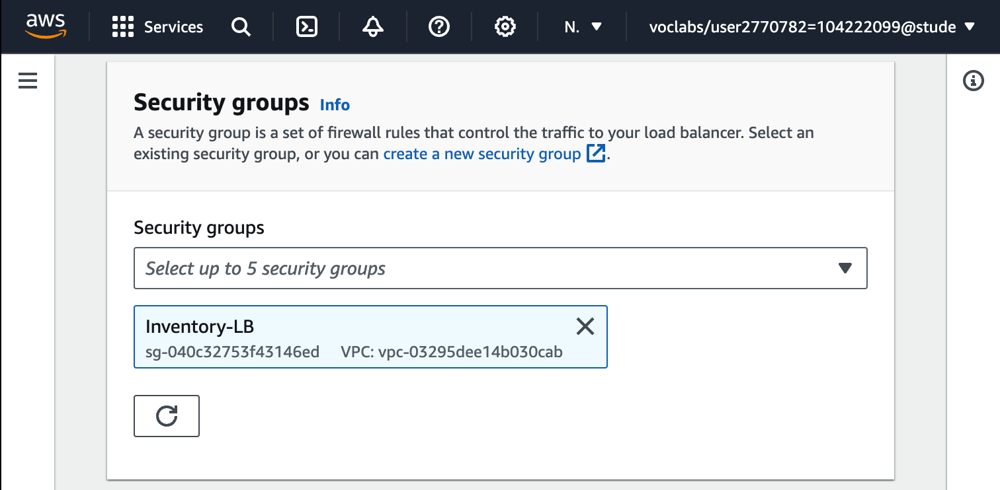 aws
Services
N.
voclabs/user2770782=104222099@stude
Security groups Info
A security group is a set of firewall rules that control the traffic to your load balancer. Select an
existing security group, or you can create a new security group.
Security groups
Select up to 5 security groups
Inventory-LB
sg-040c32753f43146ed VPC: vpc-03295dee14b030cab